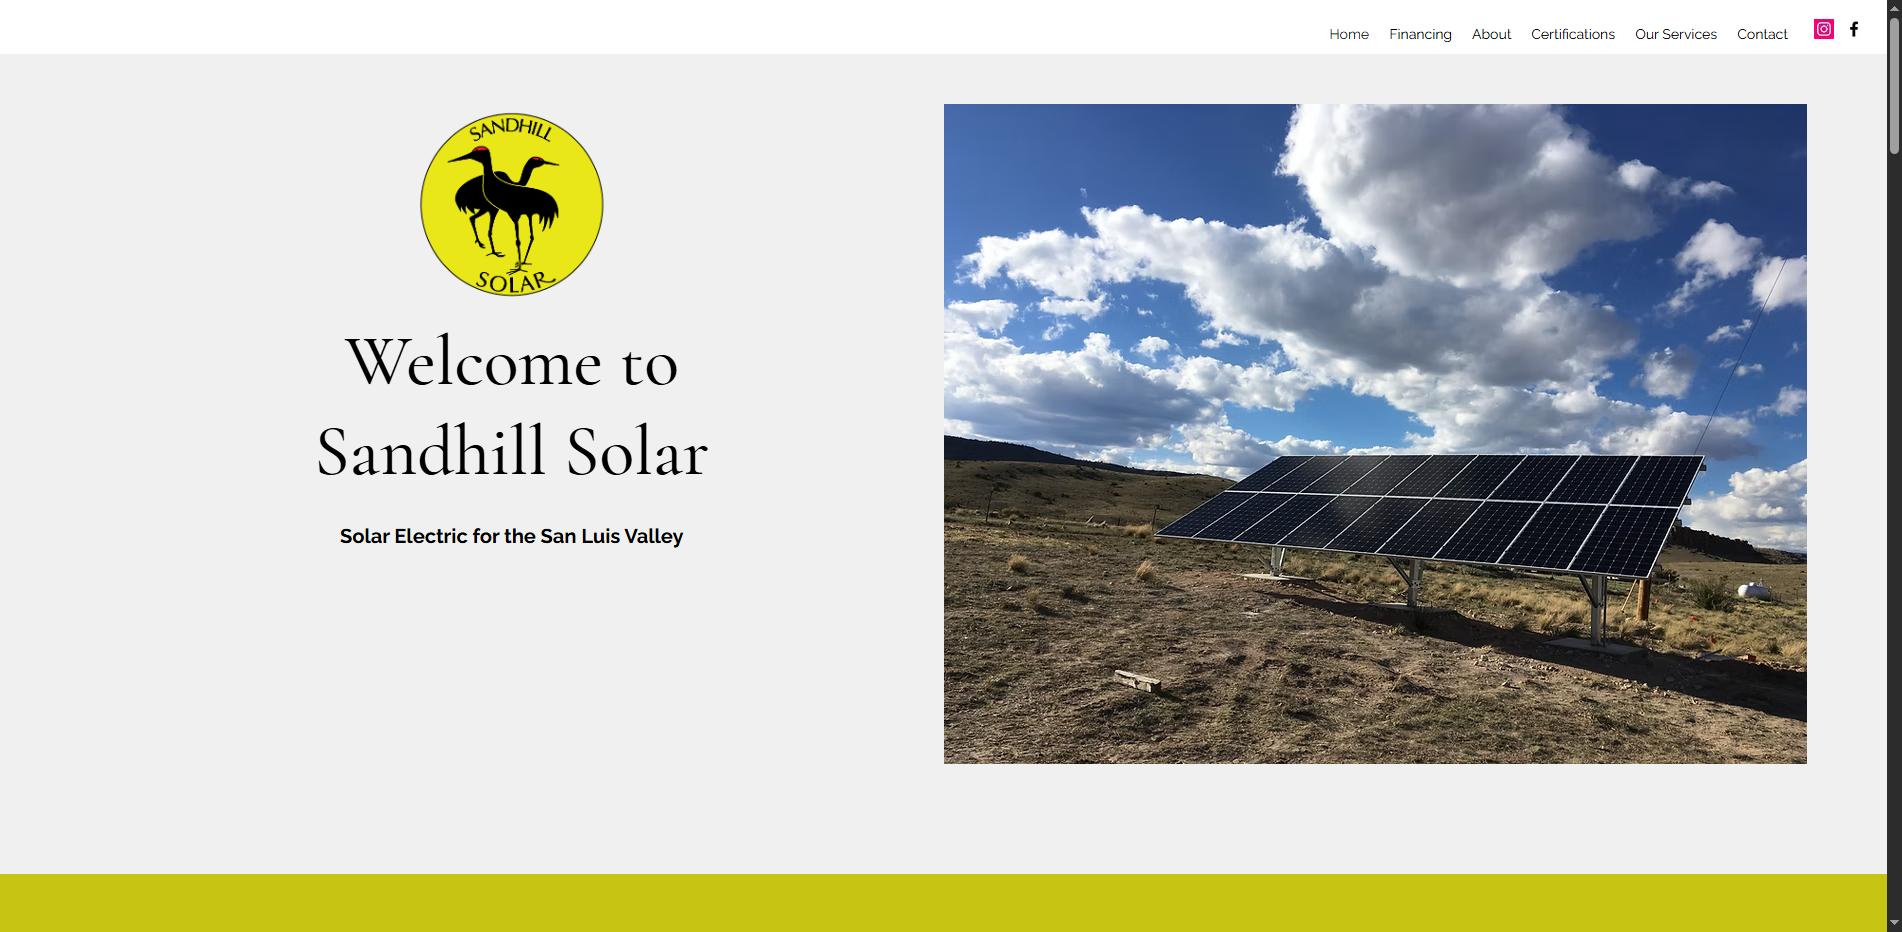 Home Financing About Certifications Our Services Contact
SANDHILL
SOLAR
Welcome to
Sandhill Solar
Solar Electric for the San Luis Valley